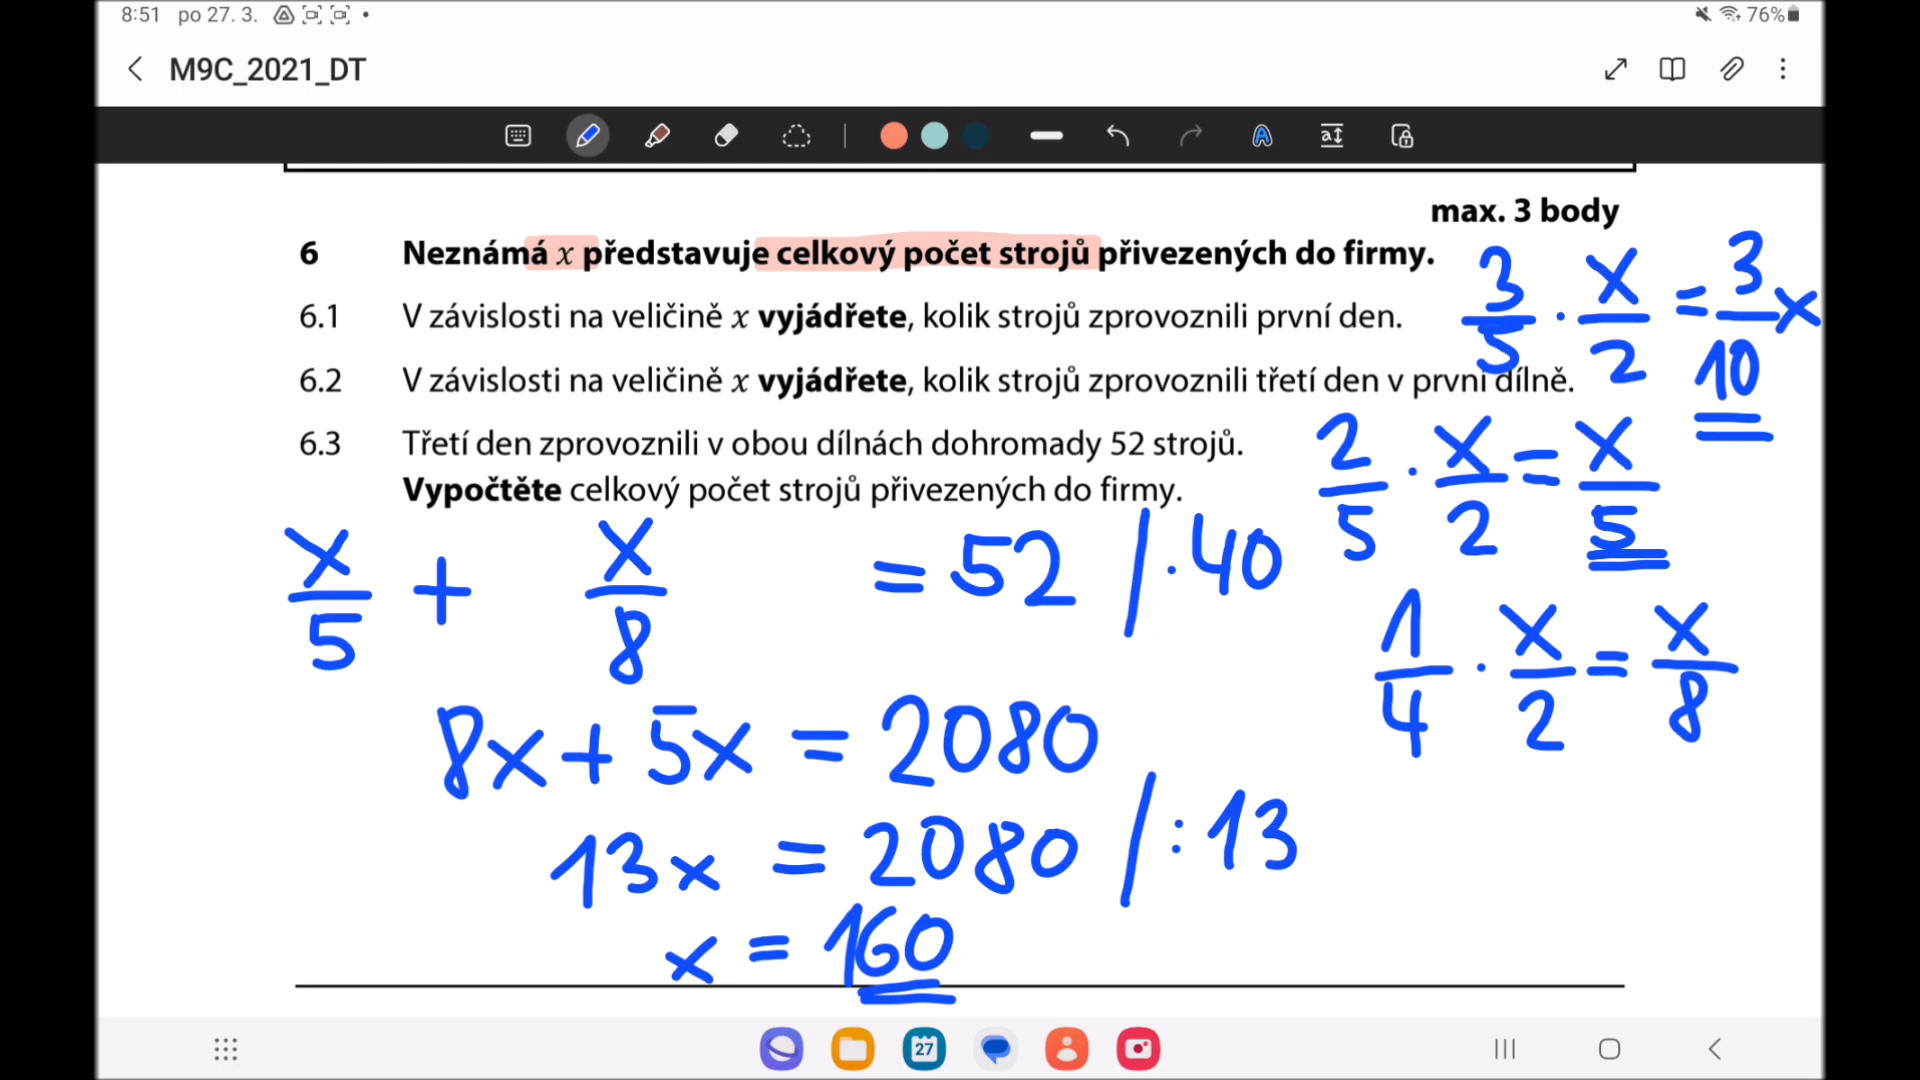 8:51 po 27. 3.
76%
M9C_2021_DT
max. 3 body
6 Neznámá x představuje celkový počet strojů přivezených do firmy.
6.1 V závislosti na veličině x vyjádřete, kolik strojů zprovoznili první den.
3/5 · x/2 = 3/10 x
6.2 V závislosti na veličině x vyjádřete, kolik strojů zprovoznili třetí den v první dílně.
6.3 Třetí den zprovoznili v obou dílnách dohromady 52 strojů.
Vypočtěte celkový počet strojů přivezených do firmy.
2/5 · x/2 = x/5
x/5 + x/8 = 52 / · 40
1/4 · x/2 = x/8
8x + 5x = 2080
13x = 2080 / : 13
x = 160
27